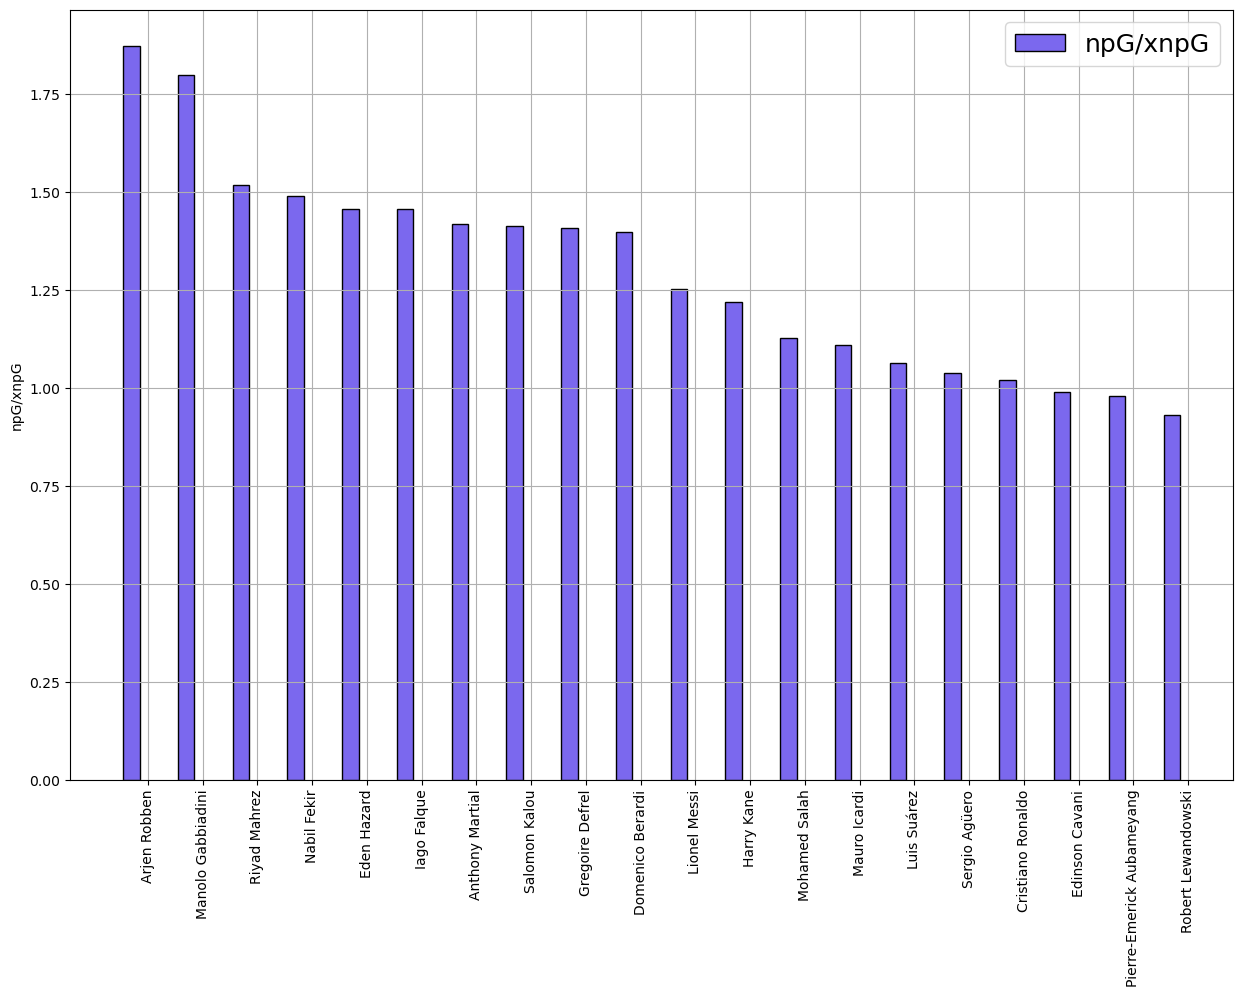 npG/xnpG
1.75
1.50
1.25
1.00
0.75
0.50
0.25
0.00
npG/xnpG
Arjen Robben
Manolo Gabbiadini
Riyad Mahrez
Nabil Fekir
Eden Hazard
Iago Falque
Anthony Martial
Salomon Kalou
Gregoire Defrel
Domenico Berardi
Lionel Messi
Harry Kane
Mohamed Salah
Mauro Icardi
Luis Suárez
Sergio Agüero
Cristiano Ronaldo
Edinson Cavani
Pierre-Emerick Aubameyang
Robert Lewandowski